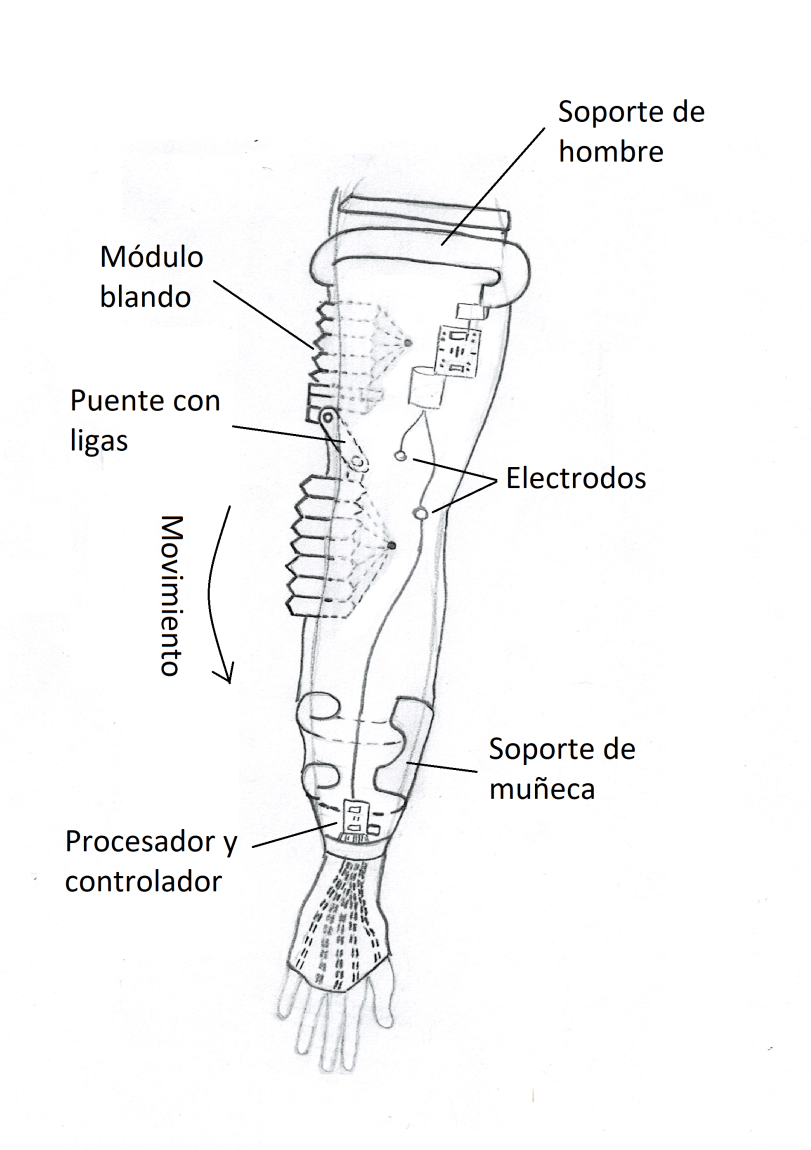 Soporte de
hombre
Módulo
blando
Puente con
ligas
Electrodos
Movimiento
Soporte de
muñeca
Procesador y
controlador